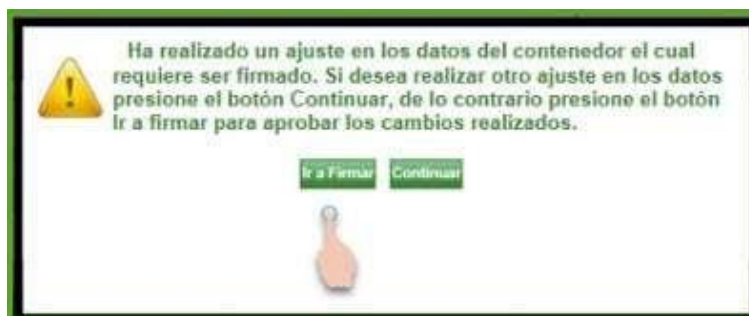 Ha realizado un ajuste en los datos del contenedor el cual
requiere ser firmado. Si desea realizar otro ajuste en los datos
presione el botón Continuar, de lo contrario presione el botón
Ir a firmar para aprobar los cambios realizados.
Ir a Firmar Continuar